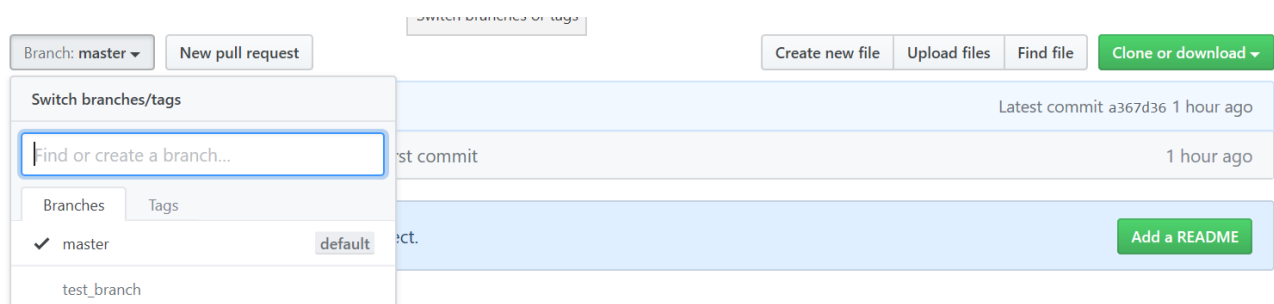 Switch branches or tags
Branch: master New pull request Create new file Upload files Find file Clone or download
Switch branches/tags
Latest commit a367d36 1 hour ago
Find or create a branch...
rst commit 1 hour ago
Branches Tags
master default
ect. Add a README
test_branch